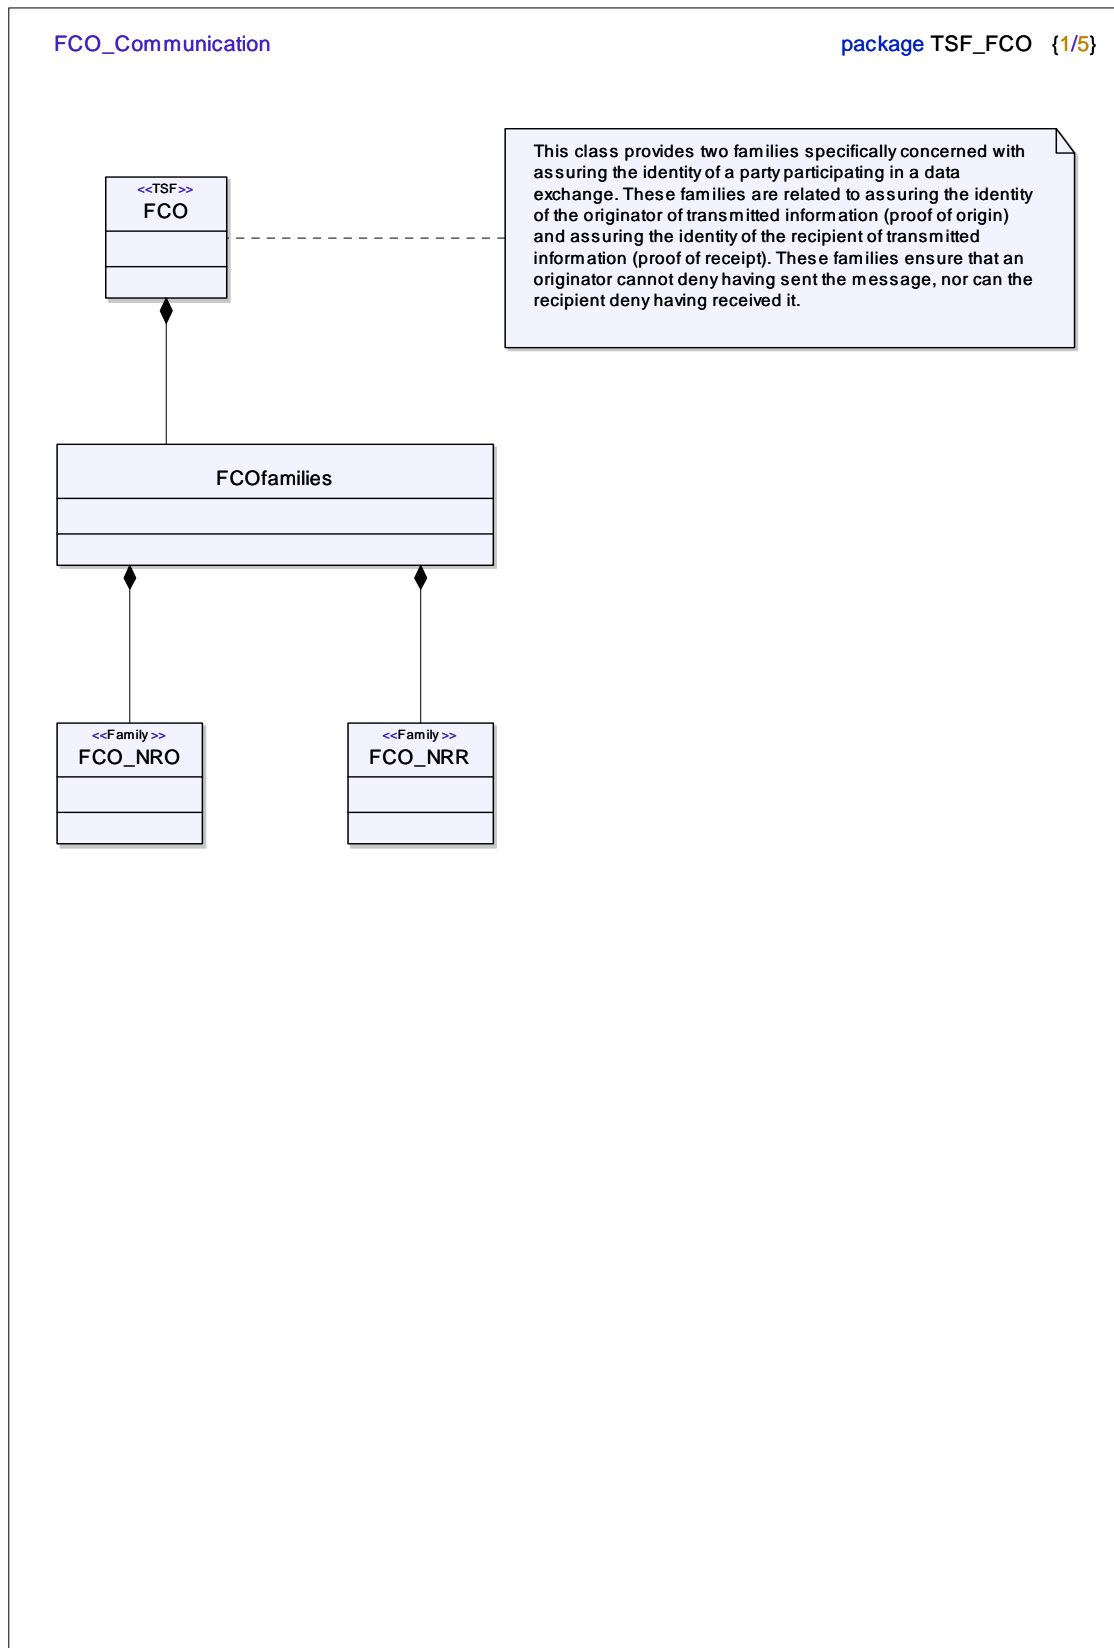 FCO_Communication
package TSF_FCO {1/5}
This class provides two families specifically concerned with
assuring the identity of a party participating in a data
exchange. These families are related to assuring the identity
of the originator of transmitted information (proof of origin)
and assuring the identity of the recipient of transmitted
information (proof of receipt). These families ensure that an
originator cannot deny having sent the message, nor can the
recipient deny having received it.
<<TSF>>
FCO
FCOfamilies
<<Family>>
FCO_NRO
<<Family>>
FCO_NRR